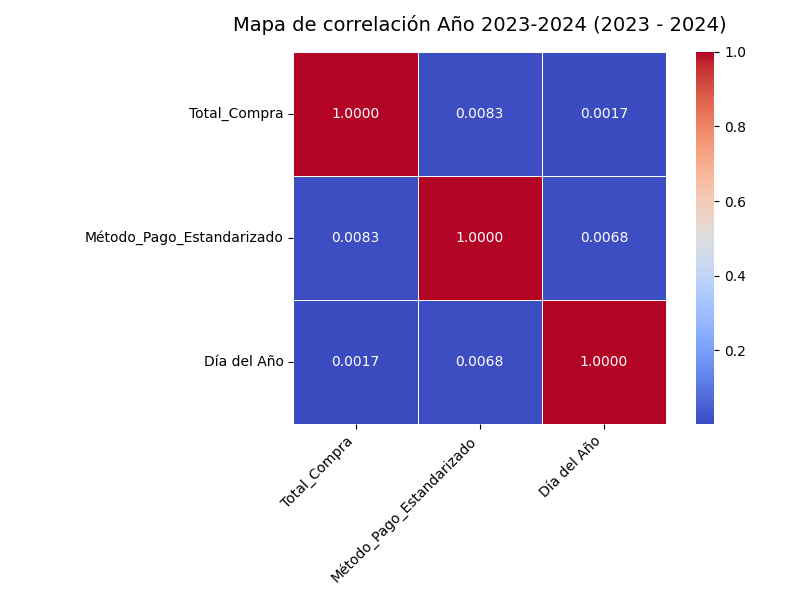 Mapa de correlación Año 2023-2024 (2023 - 2024)
Total_Compra
1.0000
0.0083
0.0017
Método_Pago_Estandarizado
0.0083
1.0000
0.0068
Día del Año
0.0017
0.0068
1.0000
Total_Compra
Método_Pago_Estandarizado
Día del Año
1.0
0.8
0.6
0.4
0.2